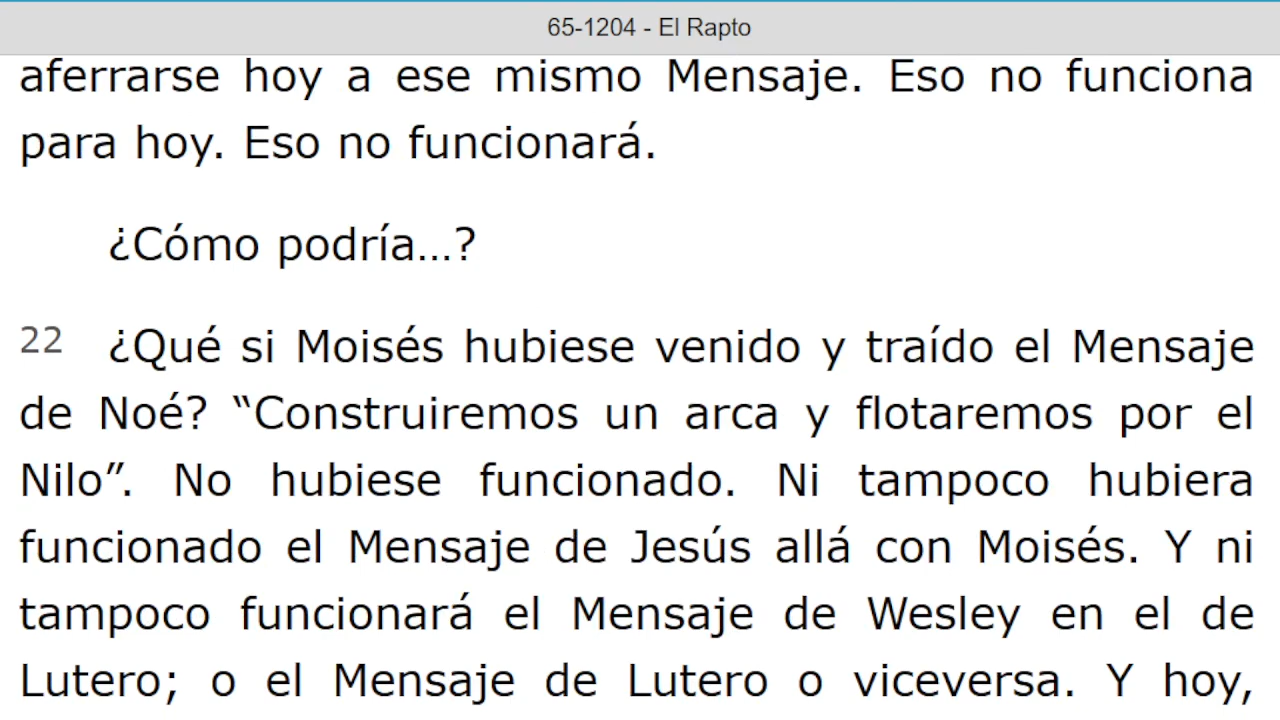 65-1204 - El Rapto
aferrarse hoy a ese mismo Mensaje. Eso no funciona
para hoy. Eso no funcionará.
¿Cómo podría...?
22 ¿Qué si Moisés hubiese venido y traído el Mensaje
de Noé? “Construiremos un arca y flotaremos por el
Nilo”. No hubiese funcionado. Ni tampoco hubiera
funcionado el Mensaje de Jesús allá con Moisés. Y ni
tampoco funcionará el Mensaje de Wesley en el de
Lutero; o el Mensaje de Lutero o viceversa. Y hoy,